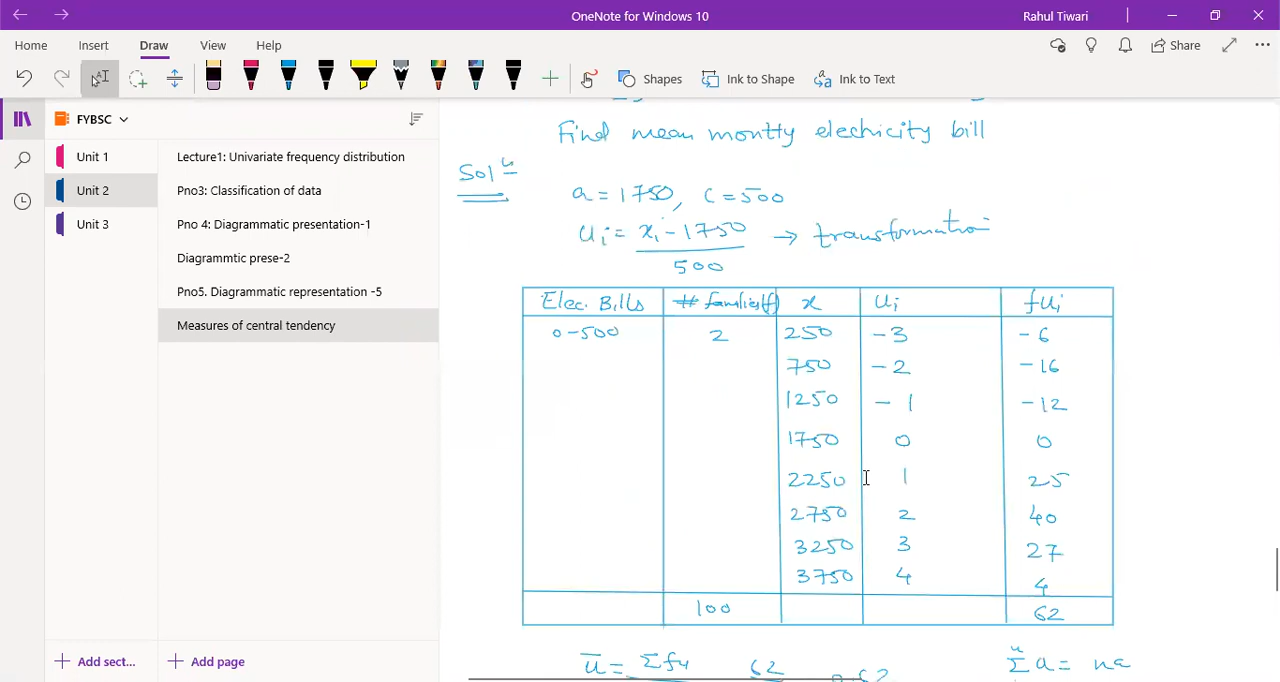 OneNote for Windows 10
Rahul Tiwari
Home Insert Draw View Help
Share
Shapes Ink to Shape Ink to Text
FYBSC
Unit 1
Unit 2
Unit 3
Lecture1: Univariate frequency distribution
Pno3: Classification of data
Pno 4: Diagrammatic presentation-1
Diagrammtic prese-2
Pno5. Diagrammatic representation -5
Measures of central tendency
Add sect...
Add page
Find mean montty electricity bill
Solⁿ
a = 1750, c = 500
ui = xi - 1750 → transformation
500
Elec. Bills # families(f) x ui fui
0-500 2 250 -3 -6
750 -2 -16
1250 -1 -12
1750 0 0
2250 1 25
2750 2 40
3250 3 27
3750 4 4
100 62
ū = Σfu 62
Σa = na